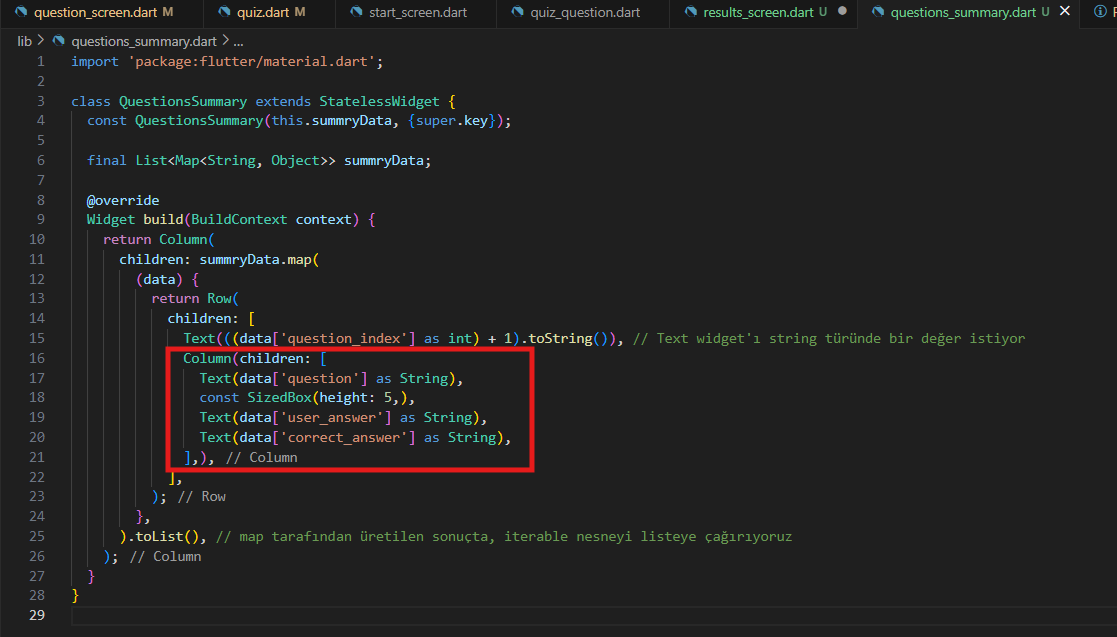 question_screen.dart M
quiz.dart M
start_screen.dart
quiz_question.dart
results_screen.dart U
questions_summary.dart U
lib > questions_summary.dart > ...
1 import 'package:flutter/material.dart';
2
3 class QuestionsSummary extends StatelessWidget {
4   const QuestionsSummary(this.summryData, {super.key});
5
6   final List<Map<String, Object>> summryData;
7
8   @override
9   Widget build(BuildContext context) {
10     return Column(
11       children: summryData.map(
12         (data) {
13           return Row(
14             children: [
15               Text(((data['question_index'] as int) + 1).toString()), // Text widget'ı string türünde bir değer istiyor
16               Column(children: [
17                 Text(data['question'] as String),
18                 const SizedBox(height: 5,),
19                 Text(data['user_answer'] as String),
20                 Text(data['correct_answer'] as String),
21               ],), // Column
22             ],
23           ); // Row
24         },
25       ).toList(), // map tarafından üretilen sonuçta, iterable nesneyi listeye çağırıyoruz
26     ); // Column
27   }
28 }
29